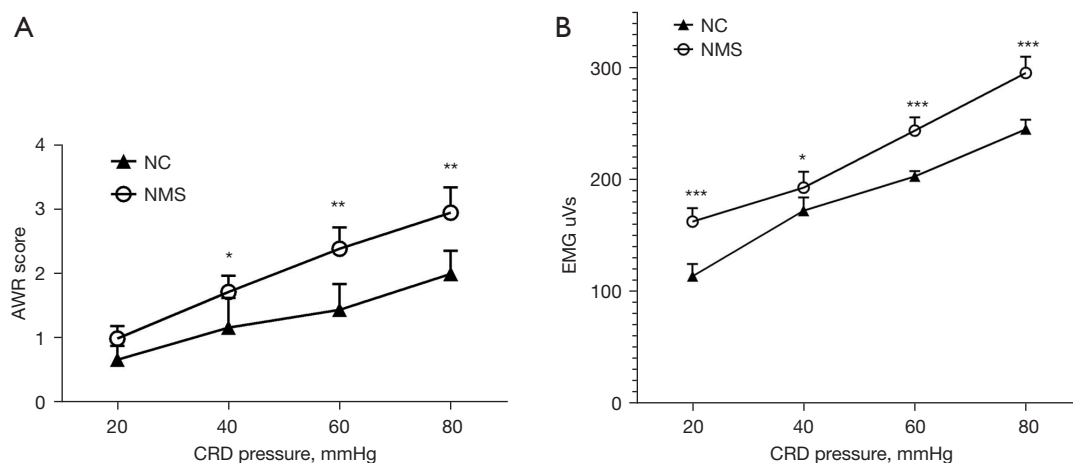 A
NC
NMS
4
3
2
1
0
AWR score
*
**
**
20
40
60
80
CRD pressure, mmHg
B
NC
NMS
300
200
100
0
EMG uVs
***
*
***
***
20
40
60
80
CRD pressure, mmHg